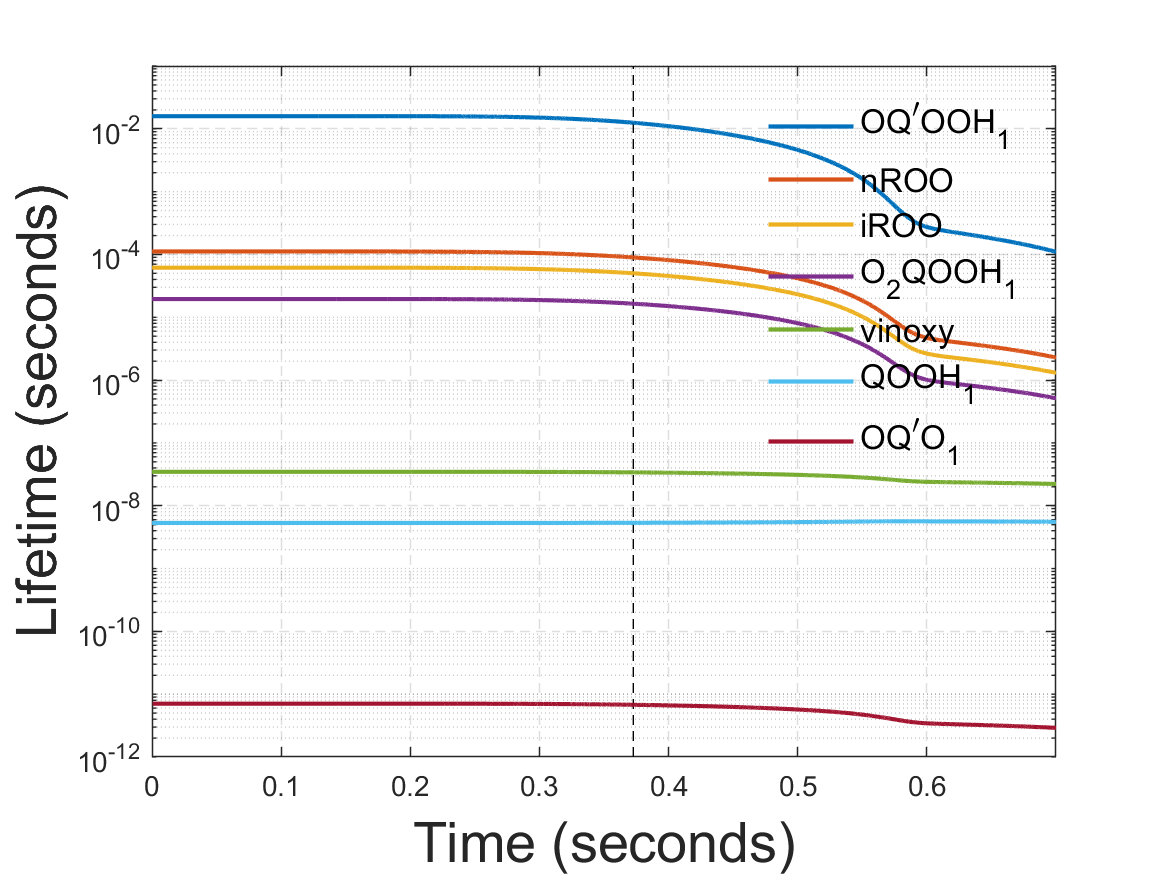 Lifetime (seconds)
10⁻²
10⁻⁴
10⁻⁶
10⁻⁸
10⁻¹⁰
10⁻¹²
OQ′OOH₁
nROO
iROO
O₂QOOH₁
vinoxy
QOOH₁
OQ′O₁
0 0.1 0.2 0.3 0.4 0.5 0.6
Time (seconds)